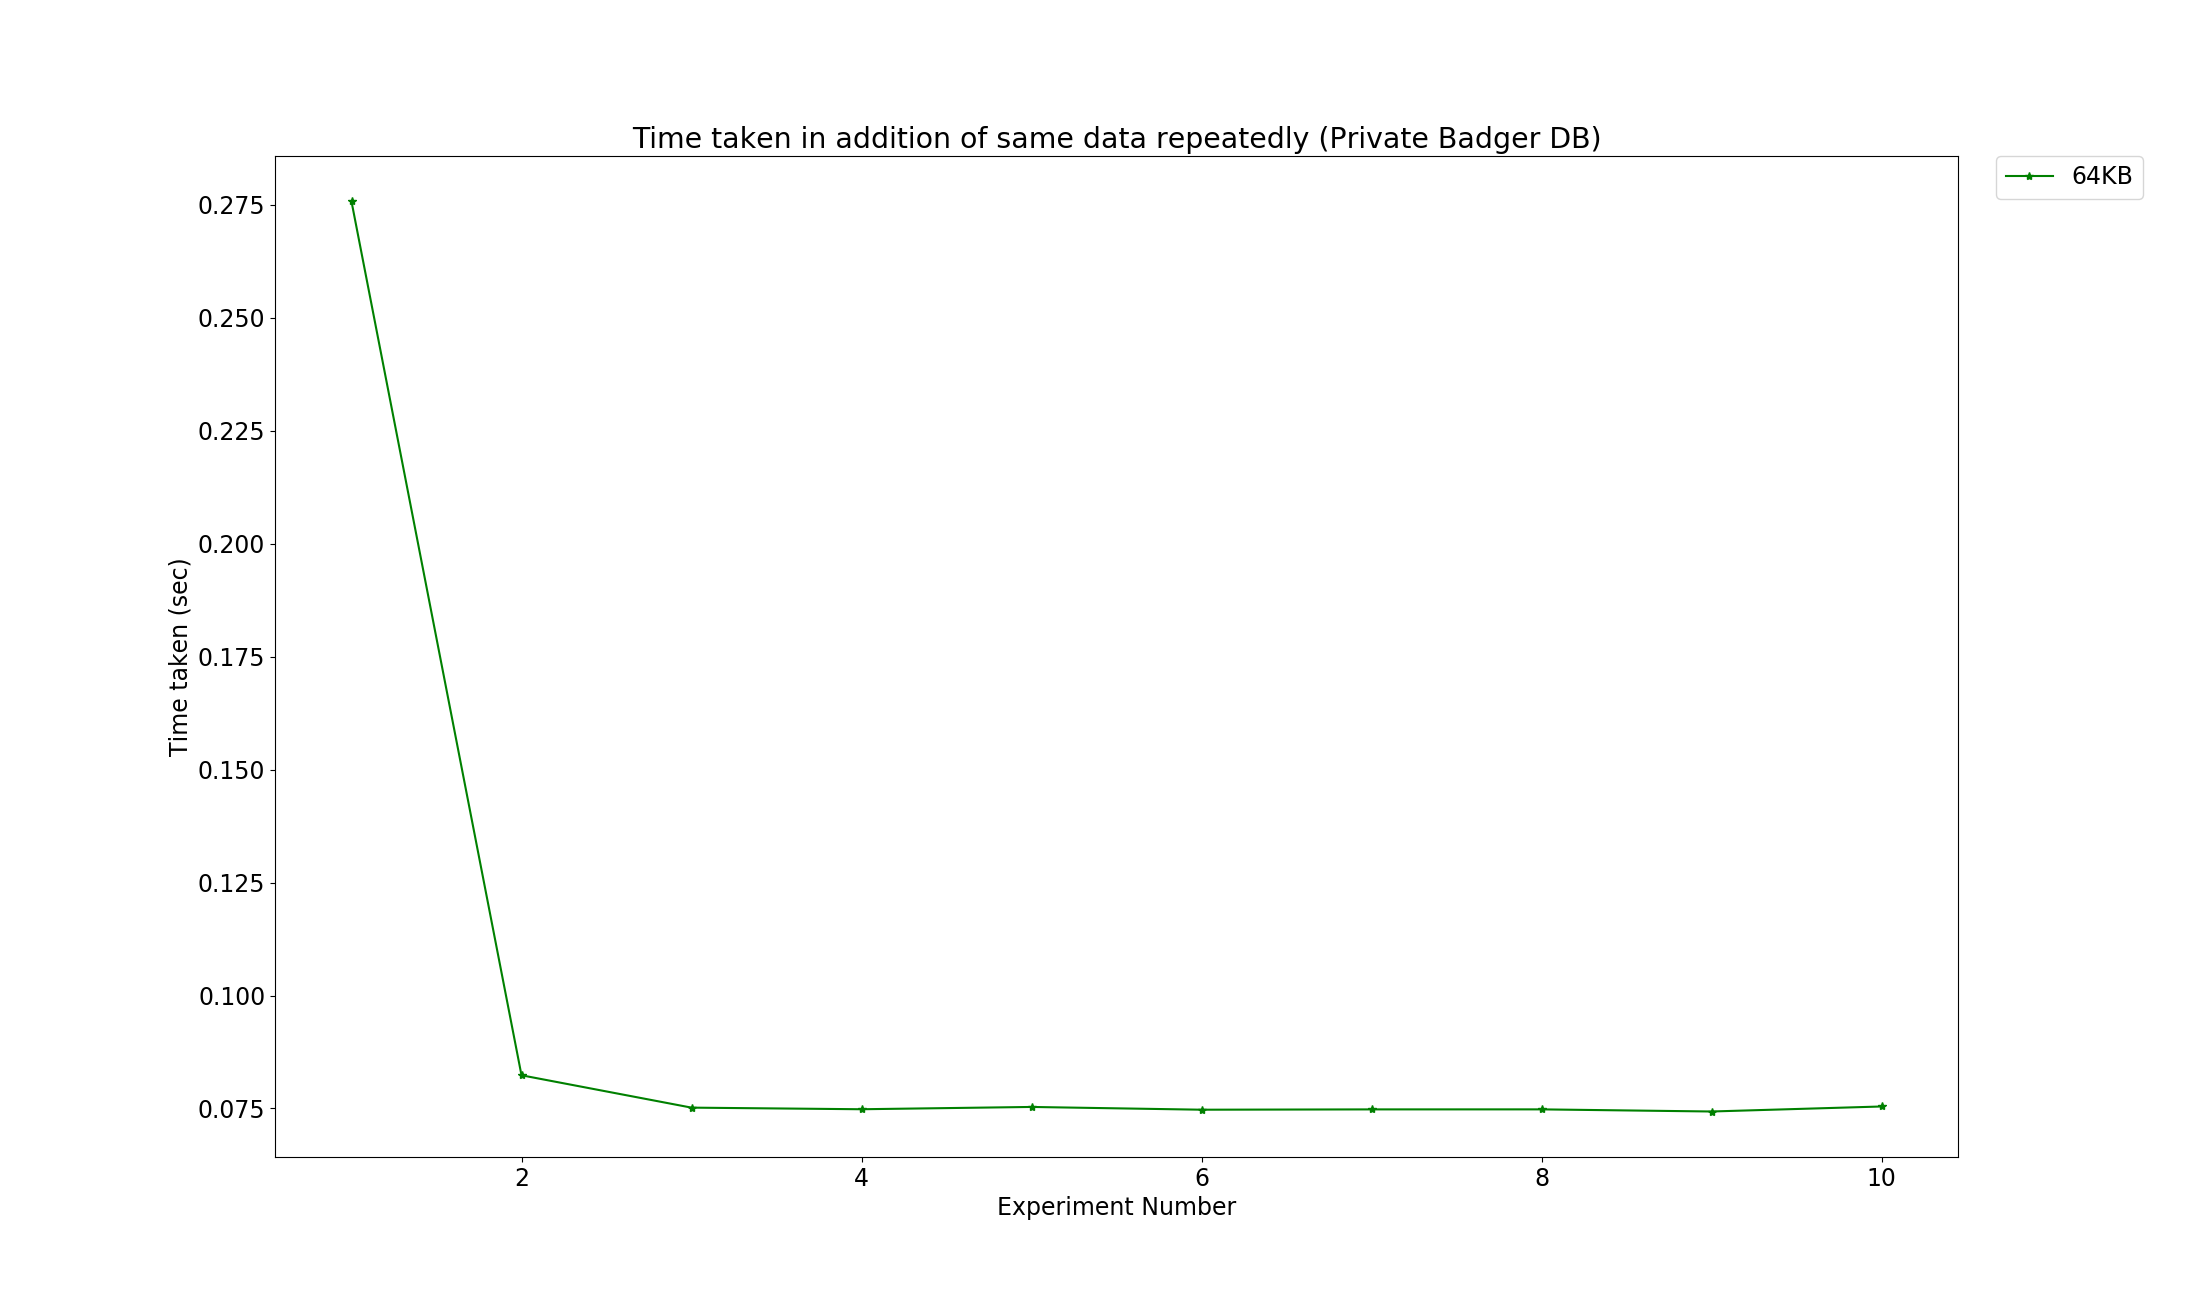 Time taken in addition of same data repeatedly (Private Badger DB)
64KB
0.275
0.250
0.225
0.200
0.175
0.150
0.125
0.100
0.075
Time taken (sec)
2 4 6 8 10
Experiment Number